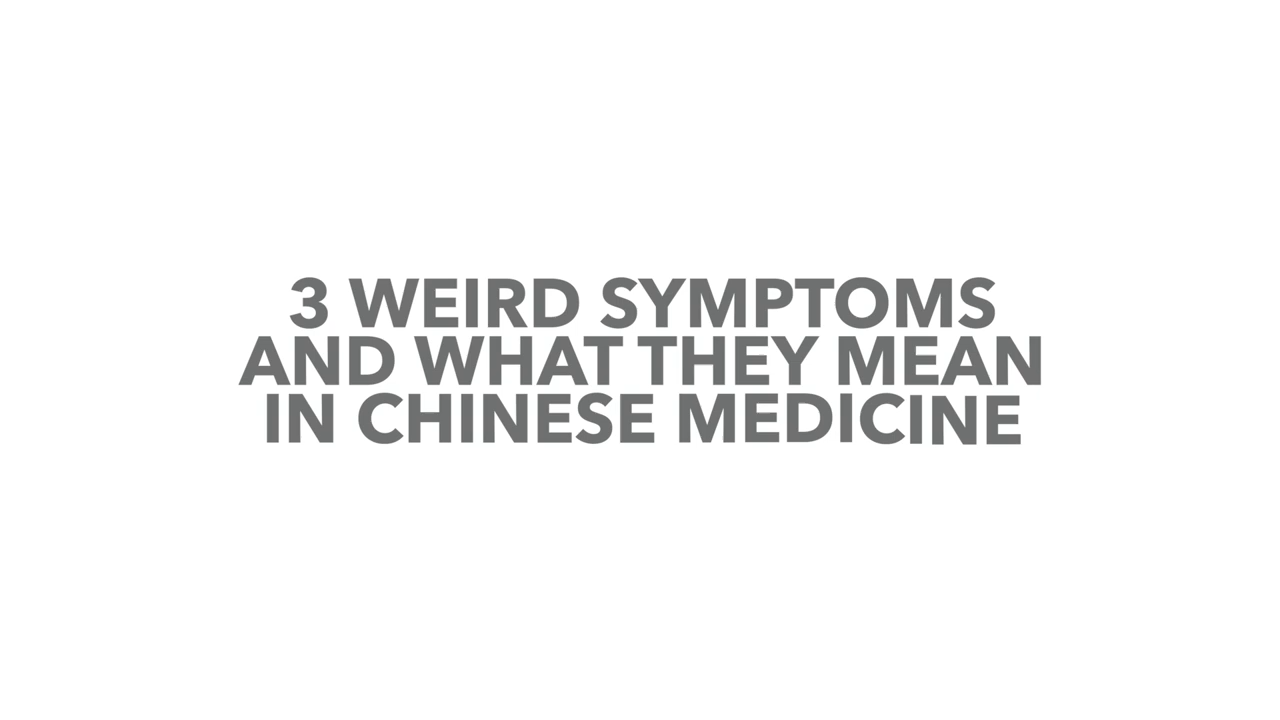 3 WEIRD SYMPTOMS
AND WHAT THEY MEAN
IN CHINESE MEDICINE